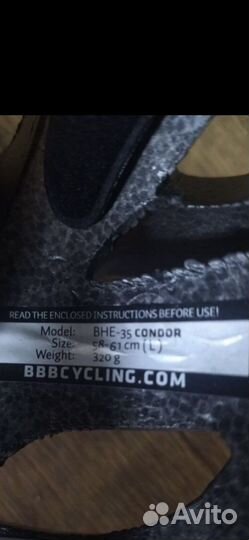 READ THE ENCLOSED INSTRUCTIONS BEFORE USE!
Model: BHE-35 CONDOR
Size: 58-61 cm (L)
Weight: 320 g
BBBCYCLING.COM
Avito